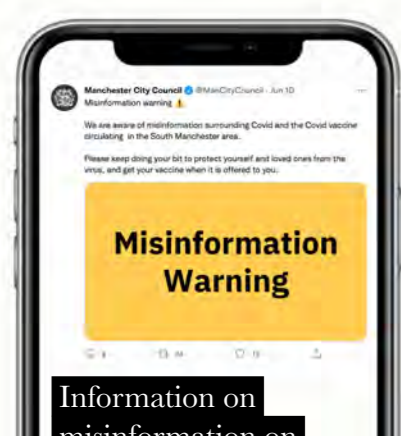 Manchester City Council @ManCityCouncil · Jun 10
Misinformation warning ⚠
We are aware of misinformation surrounding Covid and the Covid vaccine
circulating in the South Manchester area.
Please keep doing your bit to protect yourself and loved ones from the
virus, and get your vaccine when it is offered to you.
Misinformation
Warning
Information on
misinformation on